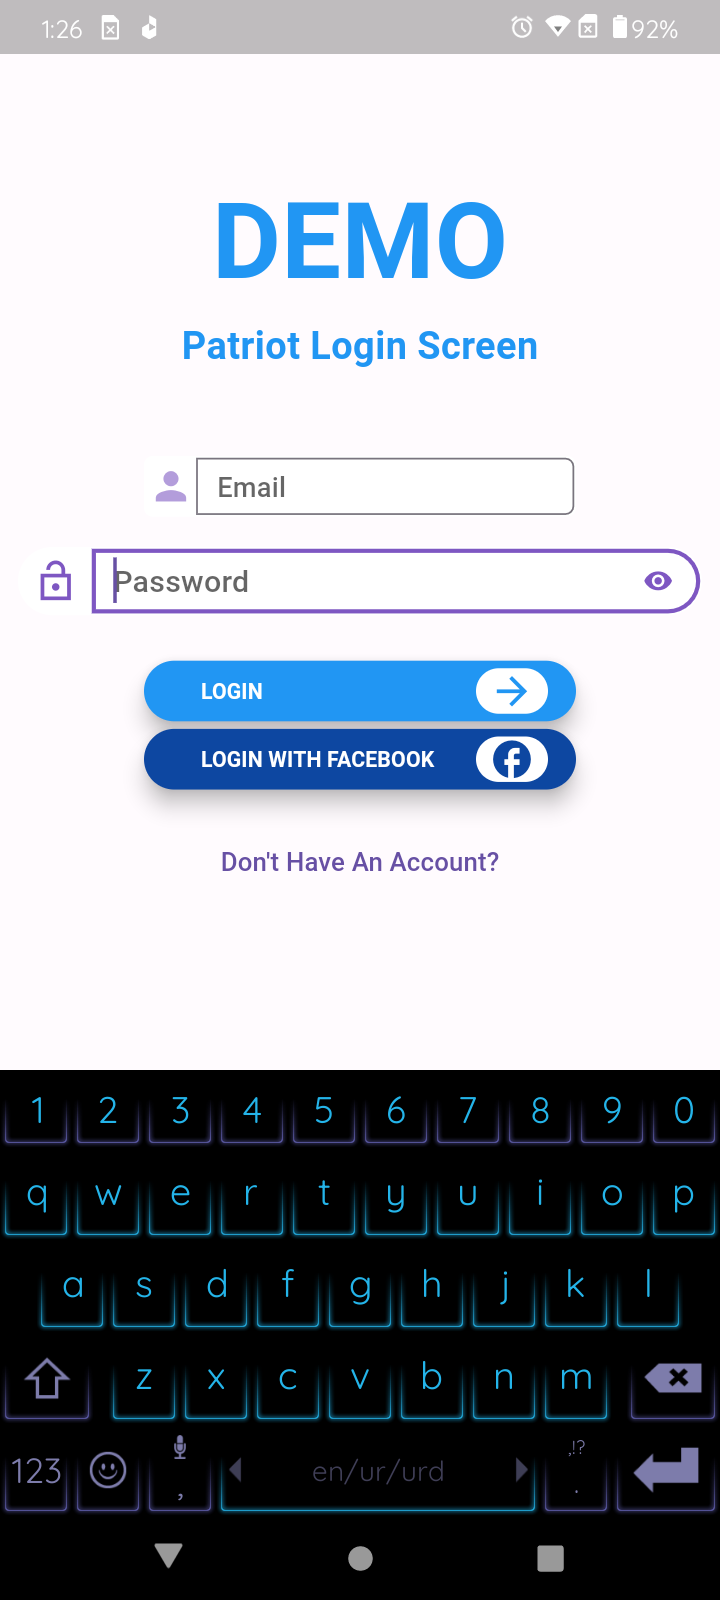 1:26 92%
DEMO
Patriot Login Screen
Email
Password
LOGIN
LOGIN WITH FACEBOOK
Don't Have An Account?
1 2 3 4 5 6 7 8 9 0
q w e r t y u i o p
a s d f g h j k l
z x c v b n m
123 , en/ur/urd ,!? .